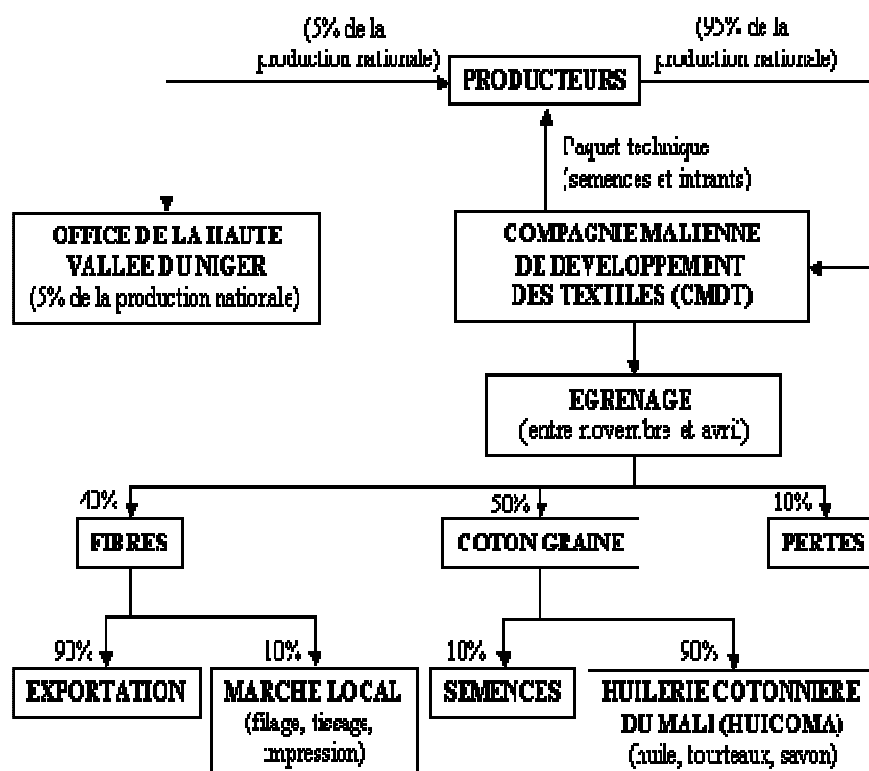 (5% de la
production nationale)
(95% de la
production nationale)
PRODUCTEURS
Paquet technique
(semences et intrants)
OFFICE DE LA HAUTE
VALLEE DU NIGER
(5% de la production nationale)
COMPAGNIE MALIENNE
DE DEVELOPPEMENT
DES TEXTILES (CMDT)
EGRENAGE
(entre novembre et avril)
40%
50%
10%
FIBRES
COTON GRAINE
PERTES
90%
10%
10%
90%
EXPORTATION
MARCHE LOCAL
(filage, tissage,
impression)
SEMENCES
HUILERIE COTONNIERE
DU MALI (HUICOMA)
(huile, tourteaux, savon)